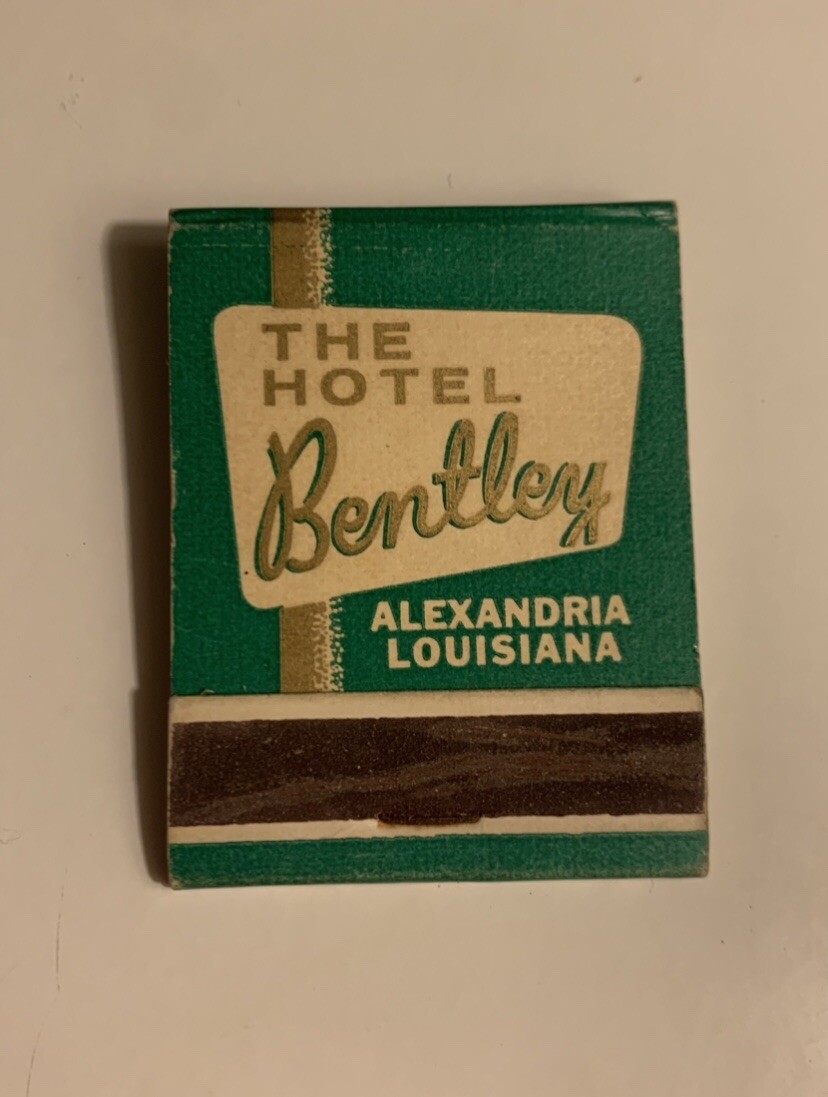 THE
HOTEL
Bentley
ALEXANDRIA
LOUISIANA